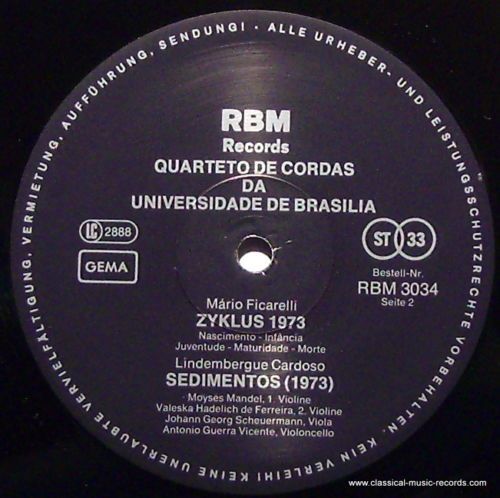 ALLE URHEBER- UND LEISTUNGSSCHUTZRECHTE VORBEHALTEN. KEIN VERLEIH! KEINE UNERLAUBTE VERVIELFÄLTIGUNG, VERMIETUNG, AUFFÜHRUNG, SENDUNG! -
RBM
Records
QUARTETO DE CORDAS
DA
UNIVERSIDADE DE BRASILIA
LC 2888
GEMA
ST 33
Bestell-Nr.
RBM 3034
Seite 2
Mário Ficarelli
ZYKLUS 1973
Nascimento - Infância
Juventude - Maturidade - Morte
Lindembergue Cardoso
SEDIMENTOS (1973)
Moysés Mandel, 1. Violine
Valeska Hadelich de Ferreira, 2. Violine
Johann Georg Scheuermann, Viola
Antonio Guerra Vicente, Violoncello
www.classical-music-records.com